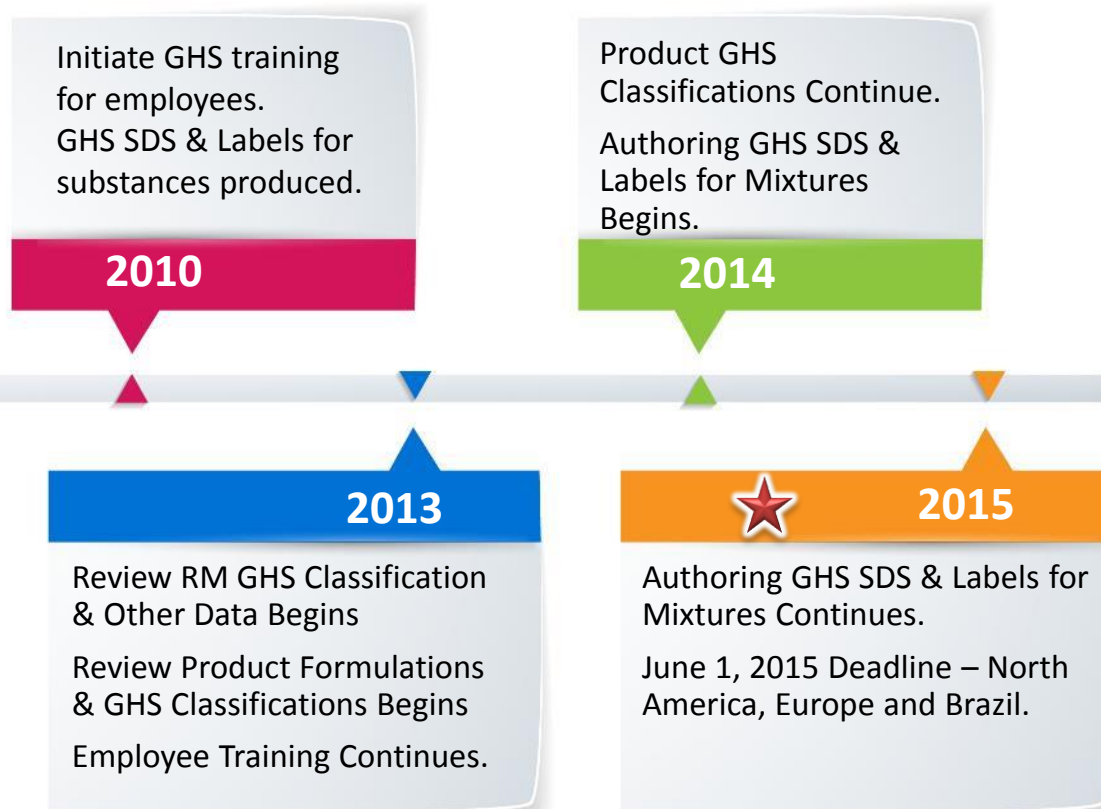 Initiate GHS training
for employees.
GHS SDS & Labels for
substances produced.
2010
Product GHS
Classifications Continue.
Authoring GHS SDS &
Labels for Mixtures
Begins.
2014
2013
Review RM GHS Classification
& Other Data Begins
Review Product Formulations
& GHS Classifications Begins
Employee Training Continues.
2015
Authoring GHS SDS & Labels for
Mixtures Continues.
June 1, 2015 Deadline – North
America, Europe and Brazil.